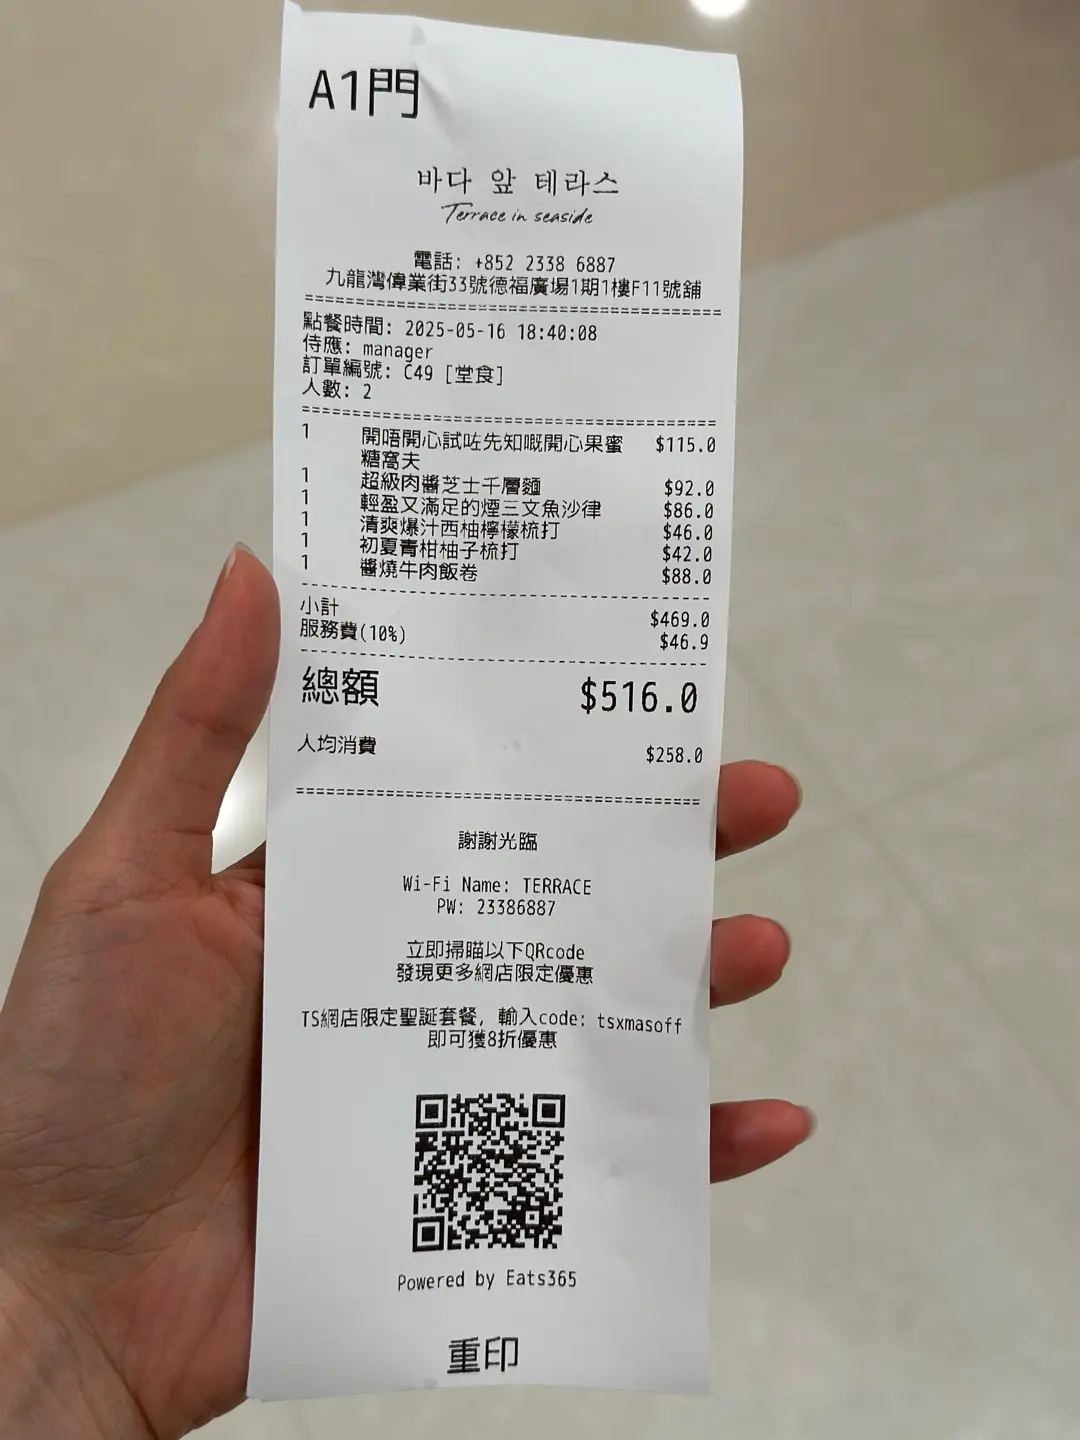 A1門
바다 앞 테라스
Terrace in seaside
電話: +852 2338 6887
九龍灣偉業街33號德福廣場1期1樓F11號舖
點餐時間: 2025-05-16 18:40:08
侍應: manager
訂單編號: C49 [堂食]
人數: 2
1 開唔開心試咗先知嘅開心果蜜 $115.0
糖窩夫
1 超級肉醬芝士千層麵 $92.0
1 輕盈又滿足的煙三文魚沙律 $86.0
1 清爽爆汁西柚檸檬梳打 $46.0
1 初夏青柑柚子梳打 $42.0
1 醬燒牛肉飯卷 $88.0
小計 $469.0
服務費(10%) $46.9
總額 $516.0
人均消費 $258.0
謝謝光臨
Wi-Fi Name: TERRACE
PW: 23386887
立即掃瞄以下QRcode
發現更多網店限定優惠
TS網店限定聖誕套餐, 輸入code: tsxmasoff
即可獲8折優惠
Powered by Eats365
重印